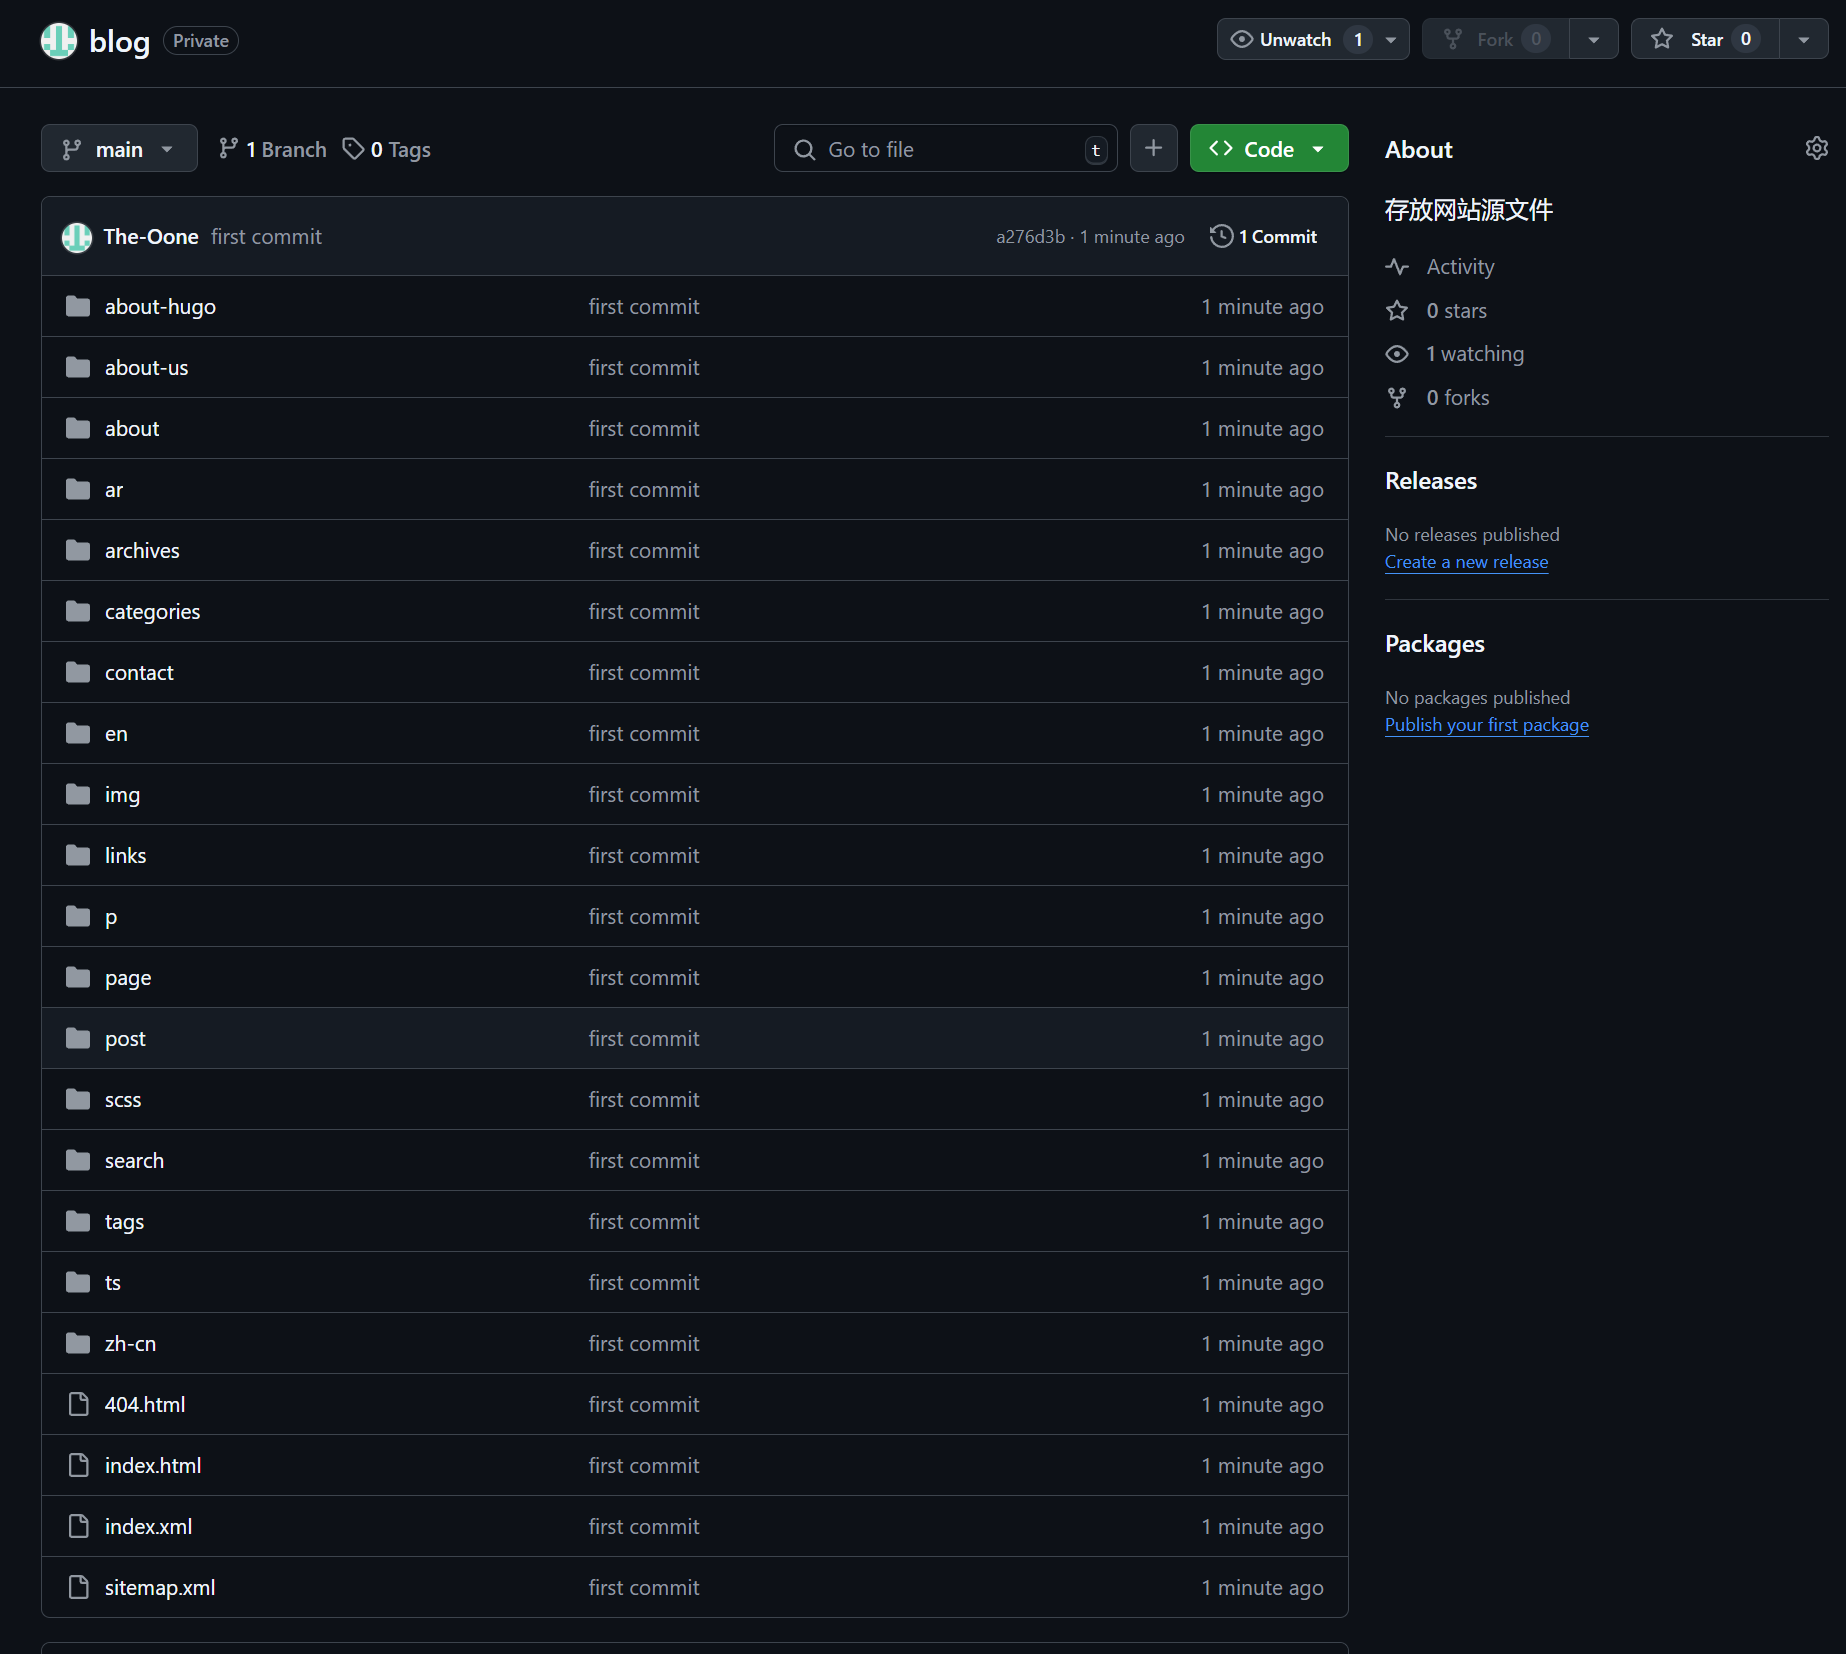 blog Private Unwatch 1 Fork 0 Star 0
main 1 Branch 0 Tags Go to file t Code
The-Oone first commit a276d3b · 1 minute ago 1 Commit
about-hugo first commit 1 minute ago
about-us first commit 1 minute ago
about first commit 1 minute ago
ar first commit 1 minute ago
archives first commit 1 minute ago
categories first commit 1 minute ago
contact first commit 1 minute ago
en first commit 1 minute ago
img first commit 1 minute ago
links first commit 1 minute ago
p first commit 1 minute ago
page first commit 1 minute ago
post first commit 1 minute ago
scss first commit 1 minute ago
search first commit 1 minute ago
tags first commit 1 minute ago
ts first commit 1 minute ago
zh-cn first commit 1 minute ago
404.html first commit 1 minute ago
index.html first commit 1 minute ago
index.xml first commit 1 minute ago
sitemap.xml first commit 1 minute ago
About
存放网站源文件
Activity
0 stars
1 watching
0 forks
Releases
No releases published
Create a new release
Packages
No packages published
Publish your first package